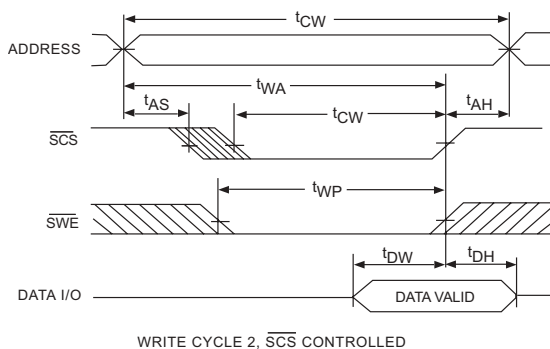 tCW
ADDRESS
tWA
tAS
tCW
tAH
SCS
tWP
SWE
tDW
tDH
DATA I/O
DATA VALID
WRITE CYCLE 2, SCS CONTROLLED